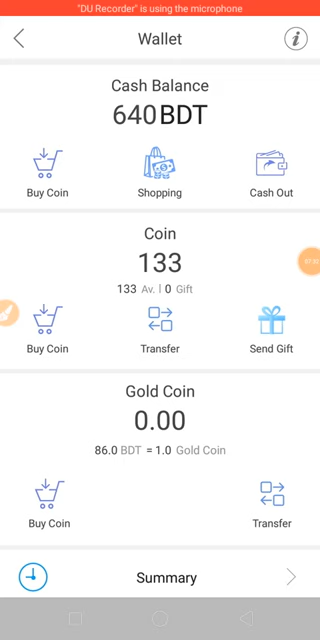 "DU Recorder" is using the microphone
Wallet
Cash Balance
640BDT
Buy Coin
Shopping
Cash Out
Coin
133
133 Av. | 0 Gift
Buy Coin
Transfer
Send Gift
Gold Coin
0.00
86.0 BDT = 1.0 Gold Coin
Buy Coin
Transfer
Summary